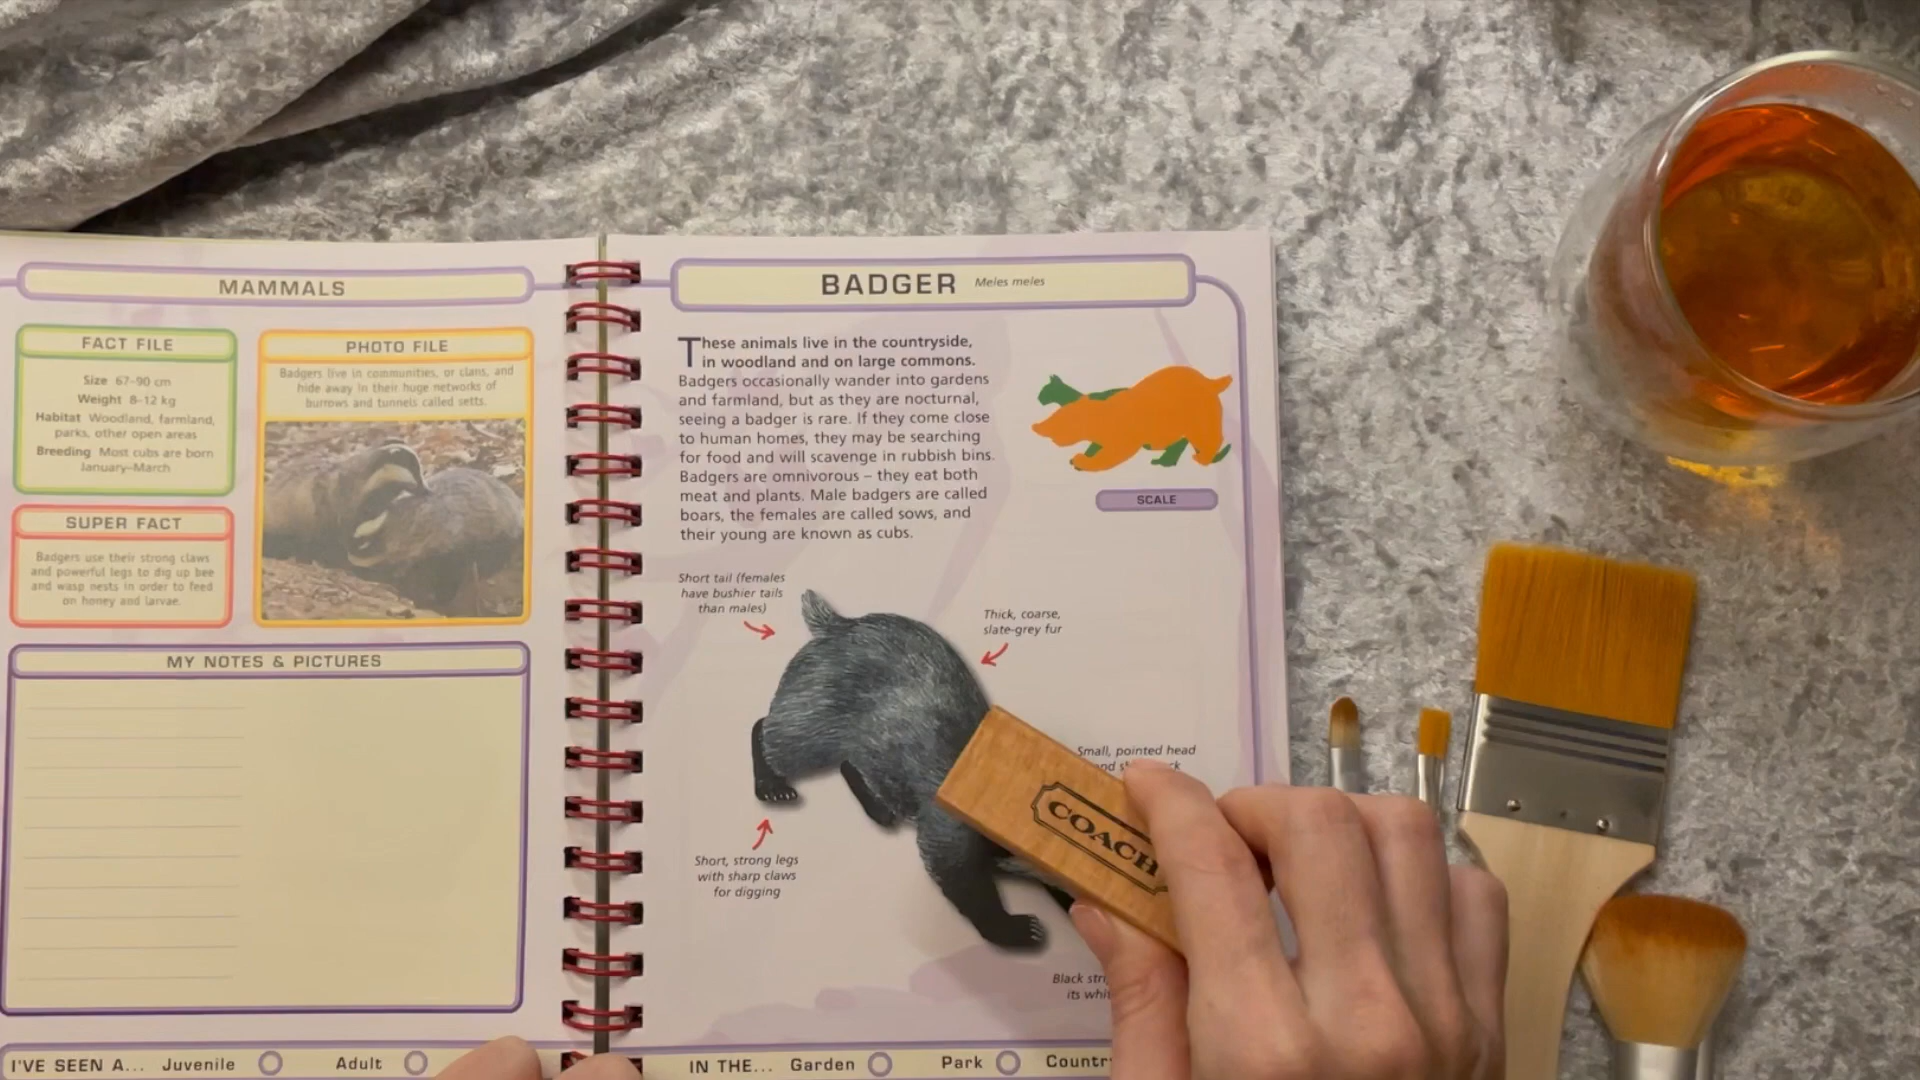 MAMMALS
FACT FILE
Size 67–90 cm
Weight 8–12 kg
Habitat Woodland, farmland,
parks, other open areas
Breeding Most cubs are born
January–March
SUPER FACT
Badgers use their strong claws
and powerful legs to dig up bee
and wasp nests in order to feed
on honey and larvae.
PHOTO FILE
Badgers live in communities, or clans, and
hide away in their huge networks of
burrows and tunnels called setts.
MY NOTES & PICTURES
I'VE SEEN A... Juvenile Adult
BADGER Meles meles
These animals live in the countryside,
in woodland and on large commons.
Badgers occasionally wander into gardens
and farmland, but as they are nocturnal,
seeing a badger is rare. If they come close
to human homes, they may be searching
for food and will scavenge in rubbish bins.
Badgers are omnivorous – they eat both
meat and plants. Male badgers are called
boars, the females are called sows, and
their young are known as cubs.
SCALE
Short tail (females
have bushier tails
than males)
Thick, coarse,
slate-grey fur
Small, pointed head
COACH
Short, strong legs
with sharp claws
for digging
Black
its
IN THE... Garden Park